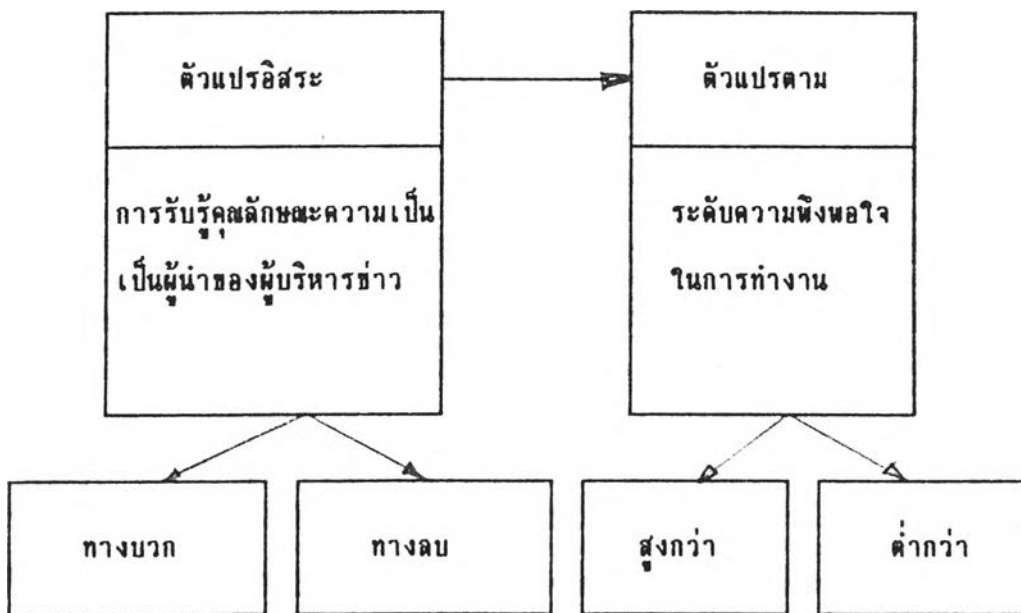 ตัวแปรอิสระ
ตัวแปรตาม
การรับรู้คุณลักษณะความเป็น
เป็นผู้นำของผู้บริหารข่าว
ระดับความพึงพอใจ
ในการทำงาน
ทางบวก
ทางลบ
สูงกว่า
ต่ำกว่า